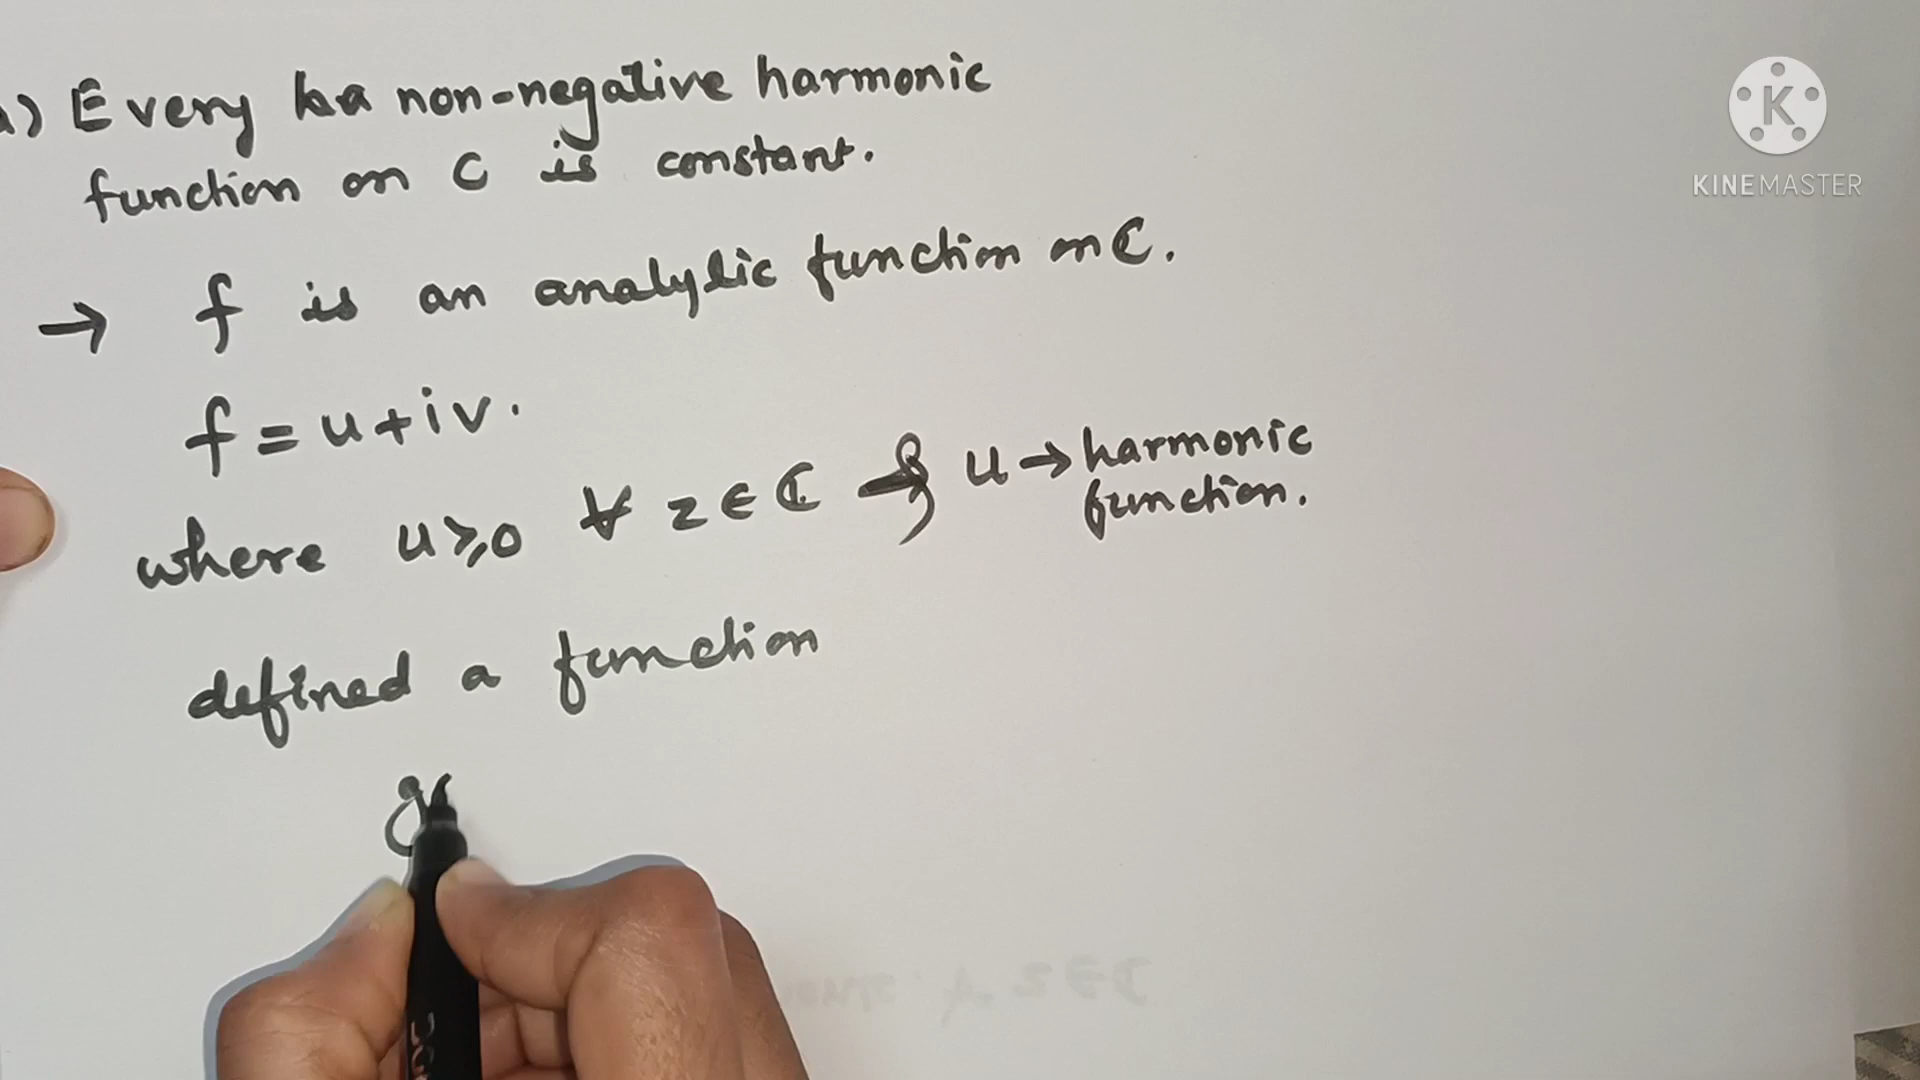 a) Every non-negative harmonic
function on C is constant.
→ f is an analytic function on ℂ.
f = u + iv.
where u ≥ 0 ∀ z ∈ ℂ & u → harmonic
function.
defined a function
g(
K
KINEMASTER